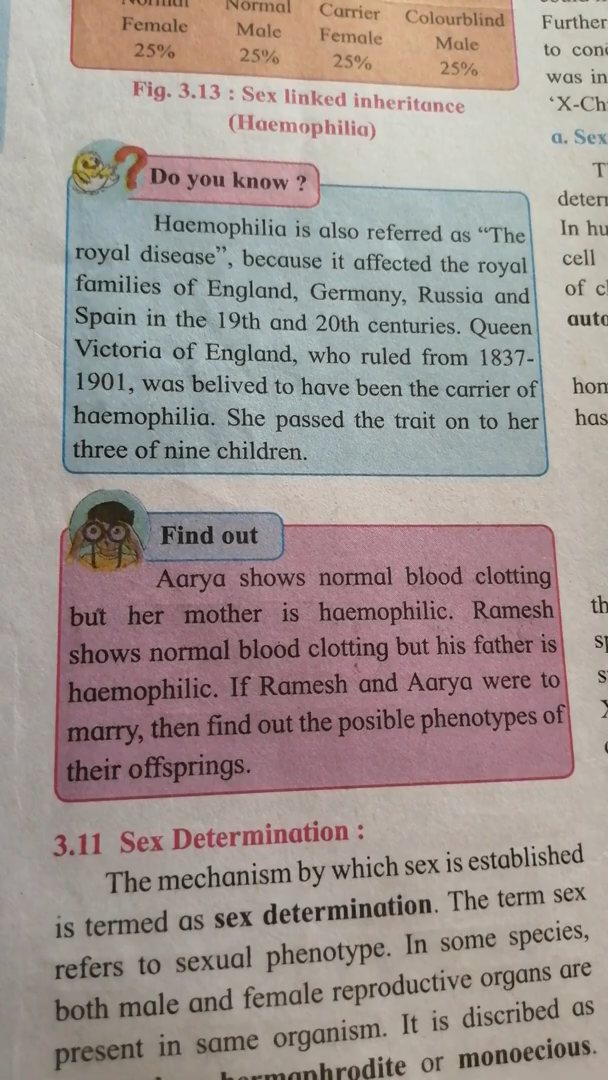 Normal Normal Carrier Colourblind
Female Male Female Male
25% 25% 25% 25%
Fig. 3.13 : Sex linked inheritance
(Haemophilia)
Do you know ?
Haemophilia is also referred as “The
royal disease”, because it affected the royal
families of England, Germany, Russia and
Spain in the 19th and 20th centuries. Queen
Victoria of England, who ruled from 1837-
1901, was belived to have been the carrier of
haemophilia. She passed the trait on to her
three of nine children.
Find out
Aarya shows normal blood clotting
but her mother is haemophilic. Ramesh
shows normal blood clotting but his father is
haemophilic. If Ramesh and Aarya were to
marry, then find out the posible phenotypes of
their offsprings.
3.11 Sex Determination :
The mechanism by which sex is established
is termed as sex determination. The term sex
refers to sexual phenotype. In some species,
both male and female reproductive organs are
present in same organism. It is discribed as
hermaphrodite or monoecious.
Further
to
was in
a. Sex
In
cell
of
has